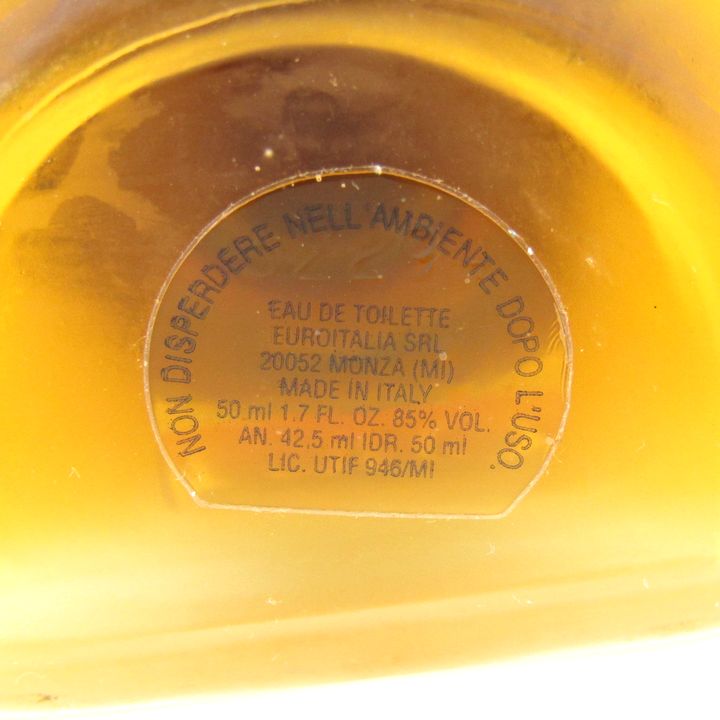 NON DISPERDERE NELL'AMBIENTE DOPO L'USO.
EAU DE TOILETTE
EUROITALIA SRL
20052 MONZA (MI)
MADE IN ITALY
50 ml 1.7 FL. OZ. 85% VOL.
AN. 42,5 ml IDR. 50 ml
LIC. UTIF 946/MI